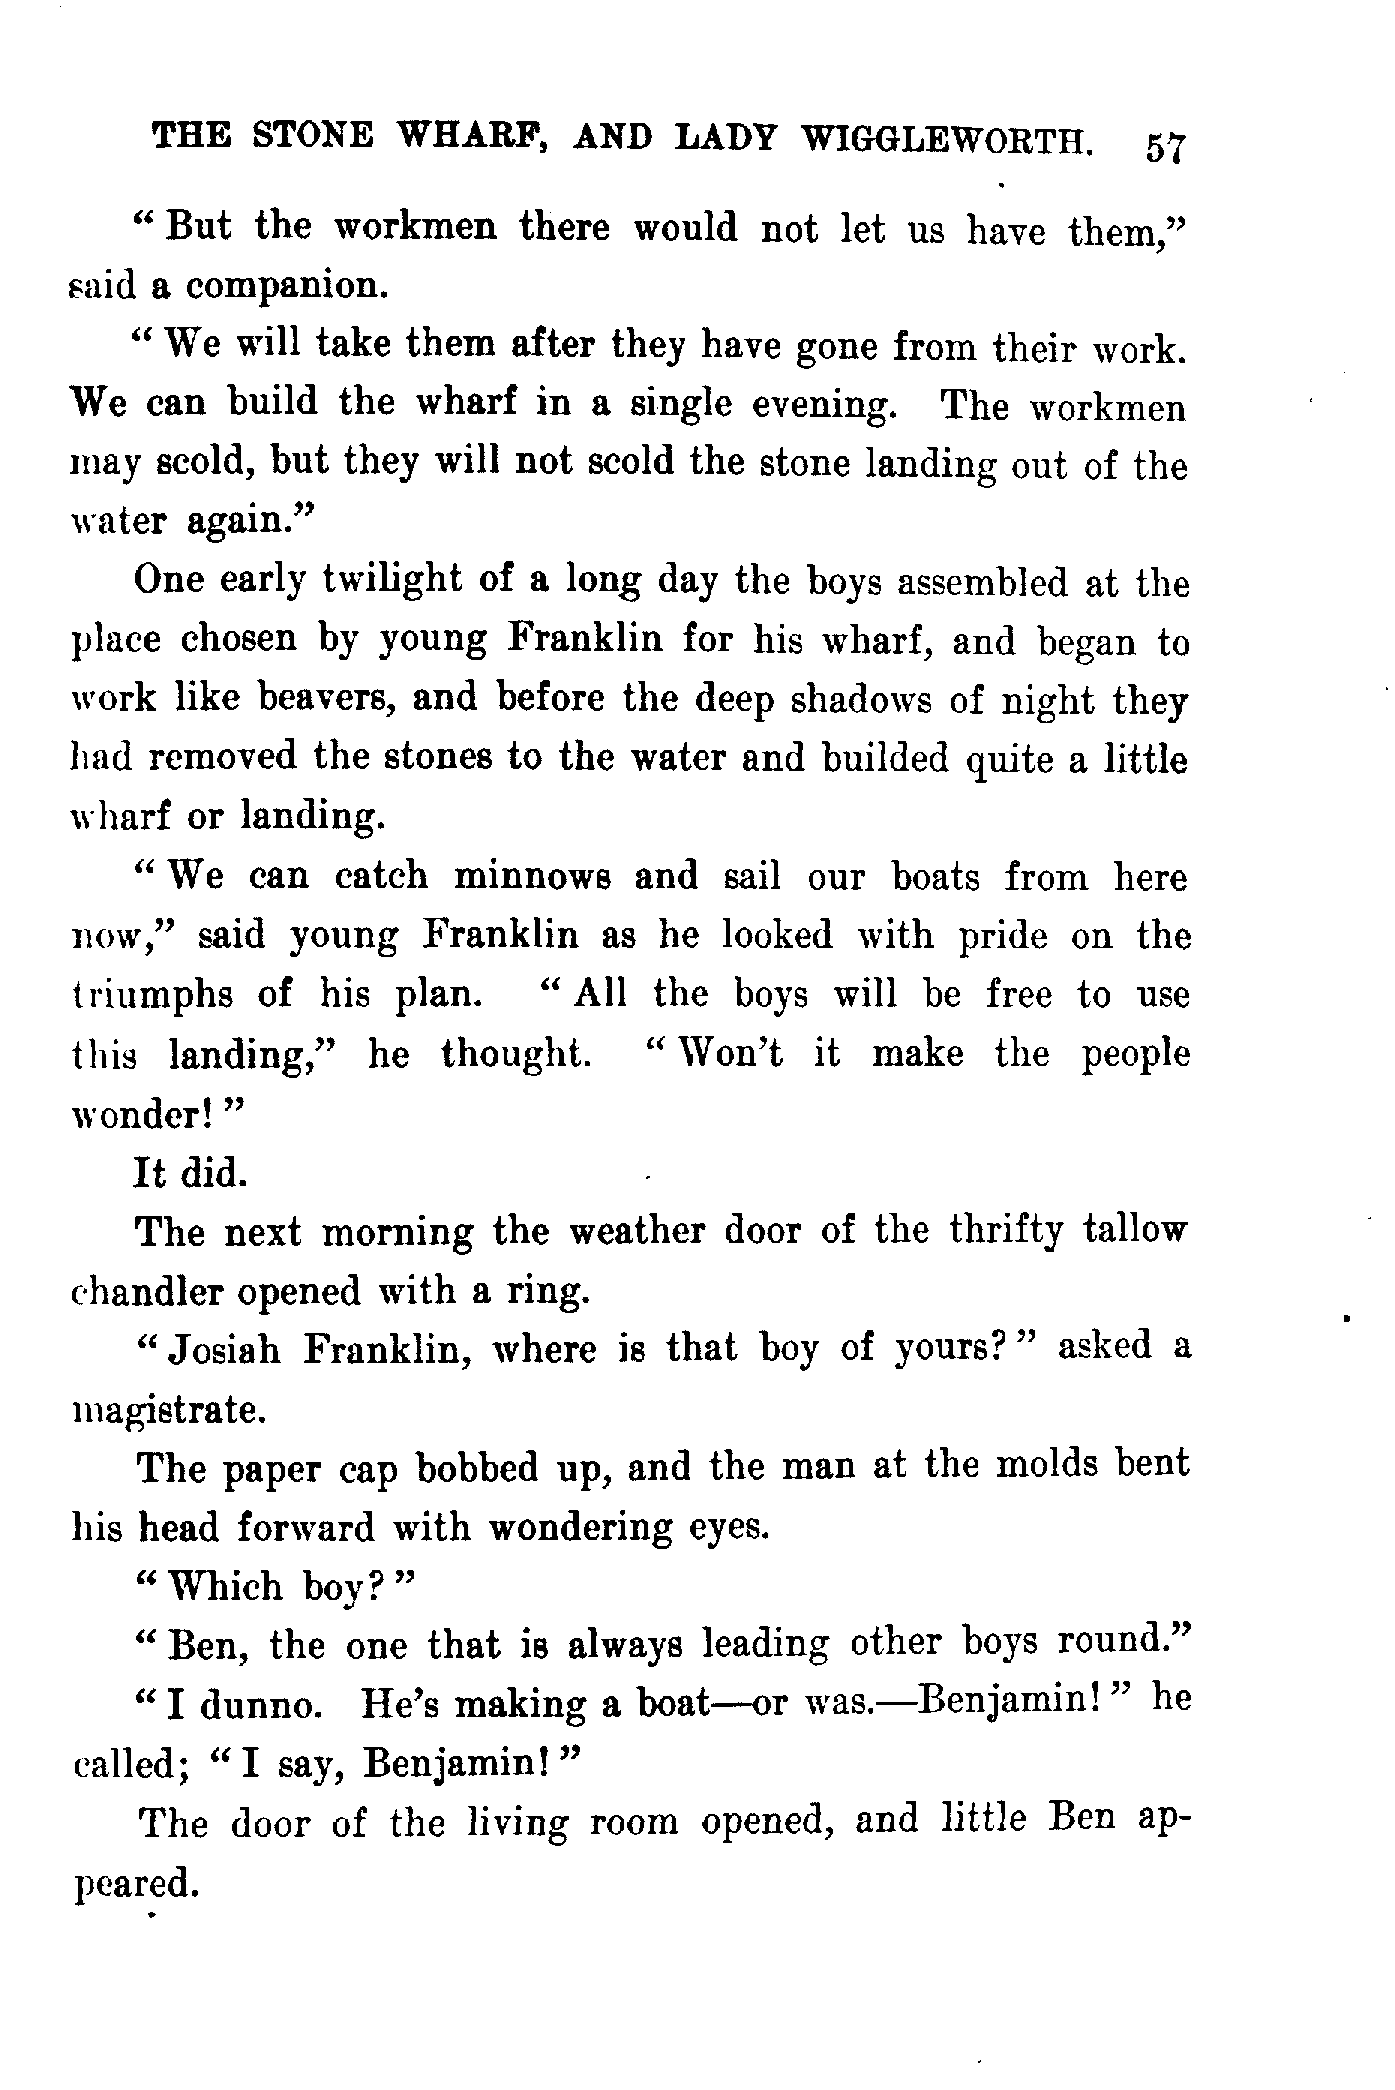 THE STONE WHARF, AND LADY WIGGLEWORTH. 57
“ But the workmen there would not let us have them,”
said a companion.
“ We will take them after they have gone from their work.
We can build the wharf in a single evening. The workmen
may scold, but they will not scold the stone landing out of the
water again.”
One early twilight of a long day the boys assembled at the
place chosen by young Franklin for his wharf, and began to
work like beavers, and before the deep shadows of night they
had removed the stones to the water and builded quite a little
wharf or landing.
“ We can catch minnows and sail our boats from here
now,” said young Franklin as he looked with pride on the
triumphs of his plan. “ All the boys will be free to use
this landing,” he thought. “ Won’t it make the people
wonder! ”
It did.
The next morning the weather door of the thrifty tallow
chandler opened with a ring.
“ Josiah Franklin, where is that boy of yours? ” asked a
magistrate.
The paper cap bobbed up, and the man at the molds bent
his head forward with wondering eyes.
“ Which boy? ”
“ Ben, the one that is always leading other boys round.”
“ I dunno. He’s making a boat—or was.—Benjamin! ” he
called; “ I say, Benjamin! ”
The door of the living room opened, and little Ben ap-
peared.